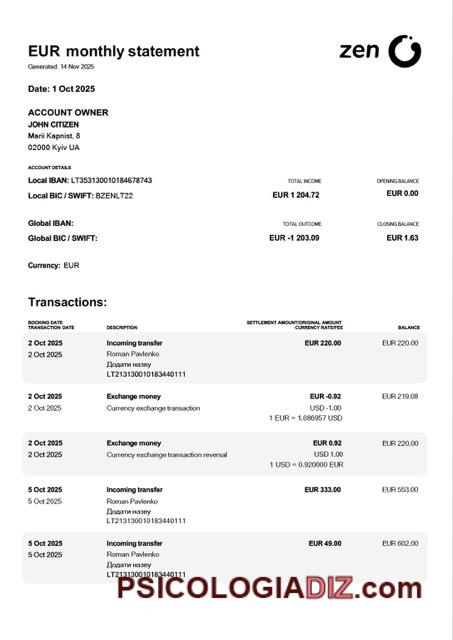 EUR monthly statement
zen
Generated: 14 Nov 2025
Date: 1 Oct 2025
ACCOUNT OWNER
JOHN CITIZEN
Marii Kapnist, 8
02000 Kyiv UA
ACCOUNT DETAILS
Local IBAN: LT353130010184678743
TOTAL INCOME
OPENING BALANCE
Local BIC / SWIFT: BZENLT22
EUR 1 204.72
EUR 0.00
Global IBAN:
TOTAL OUTCOME
CLOSING BALANCE
Global BIC / SWIFT:
EUR -1 203.09
EUR 1.63
Currency: EUR
Transactions:
BOOKING DATE
TRANSACTION DATE
DESCRIPTION
SETTLEMENT AMOUNT/ORIGINAL AMOUNT
CURRENCY RATE/FEE
BALANCE
2 Oct 2025 Incoming transfer EUR 220.00 EUR 220.00
2 Oct 2025 Roman Pavlenko
Додати назву
LT213130010183440111
2 Oct 2025 Exchange money EUR -0.92 EUR 219.08
2 Oct 2025 Currency exchange transaction USD -1.00
1 EUR = 1.086957 USD
2 Oct 2025 Exchange money EUR 0.92 EUR 220.00
2 Oct 2025 Currency exchange transaction reversal USD 1.00
1 USD = 0.920000 EUR
5 Oct 2025 Incoming transfer EUR 333.00 EUR 553.00
5 Oct 2025 Roman Pavlenko
Додати назву
LT213130010183440111
5 Oct 2025 Incoming transfer EUR 49.00 EUR 602.00
5 Oct 2025 Roman Pavlenko
Додати назву
LT213130010183440111
PSICOLOGIADIZ.com